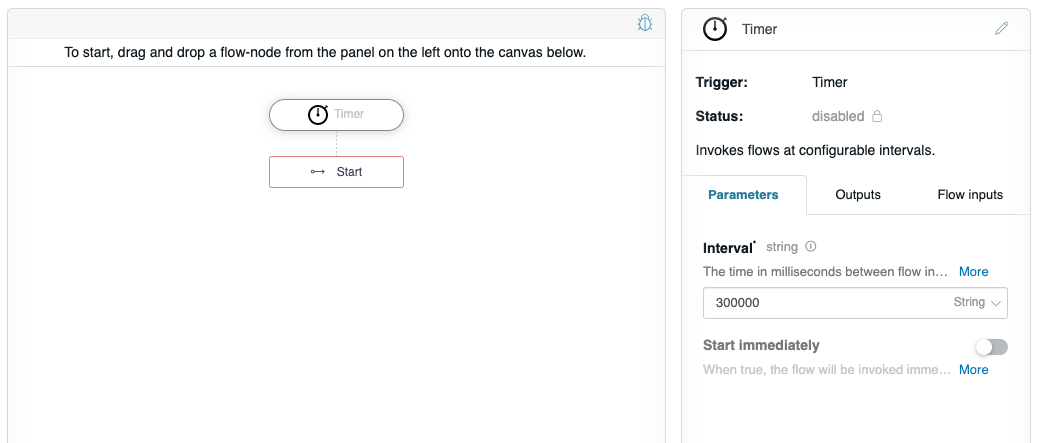 To start, drag and drop a flow-node from the panel on the left onto the canvas below.
Timer
Start
Timer
Trigger: Timer
Status: disabled
Invokes flows at configurable intervals.
Parameters Outputs Flow inputs
Interval* string
The time in milliseconds between flow in... More
300000 String
Start immediately
When true, the flow will be invoked imme... More